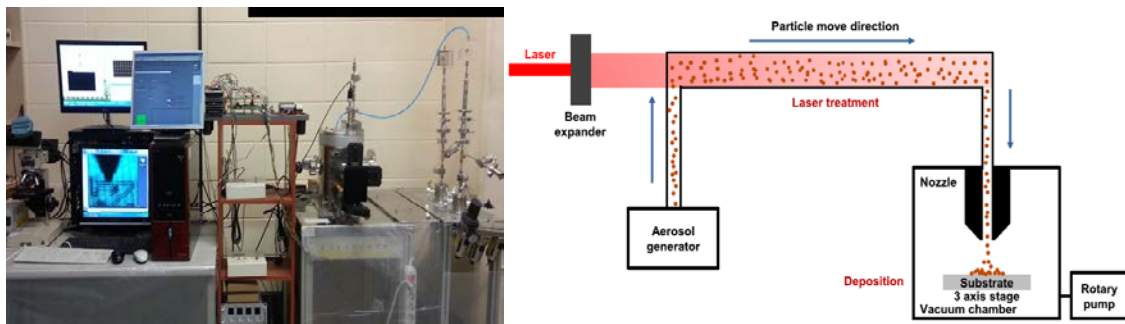 Particle move direction
Laser
Beam
expander
Laser treatment
Nozzle
Aerosol
generator
Deposition
Substrate
3 axis stage
Vacuum chamber
Rotary
pump